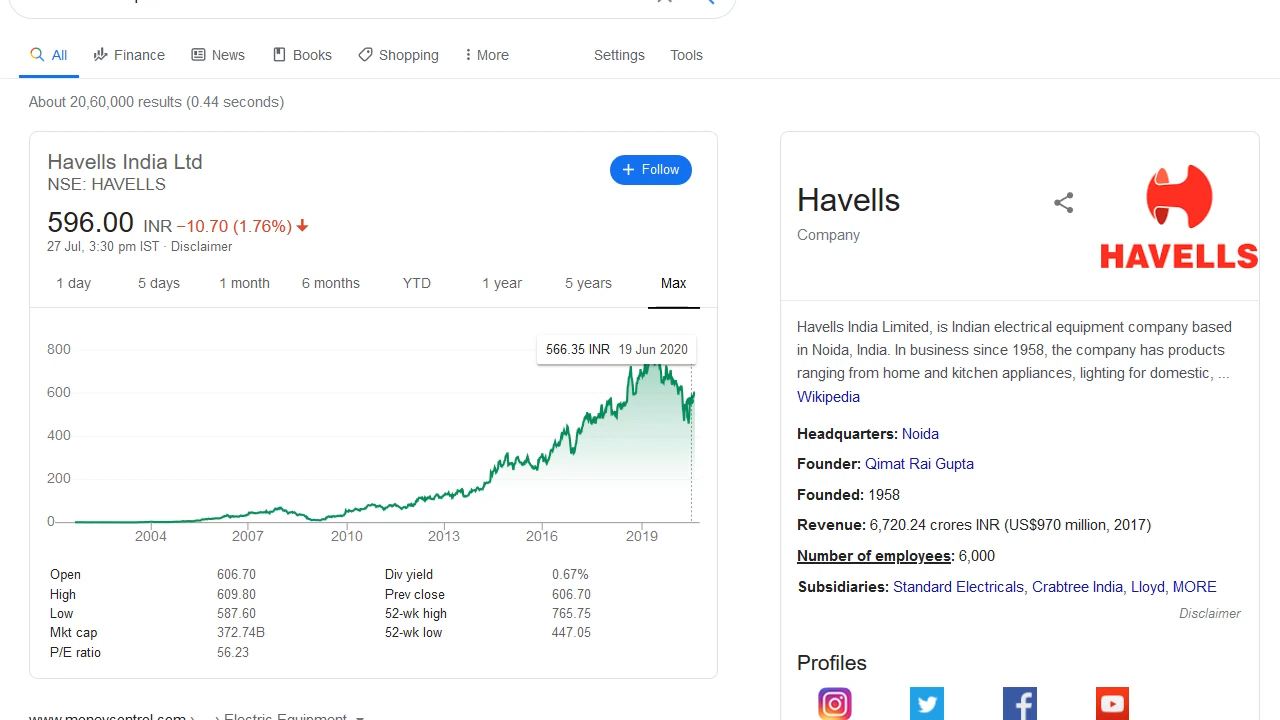 All
Finance
News
Books
Shopping
More
Settings
Tools
About 20,60,000 results (0.44 seconds)
Havells India Ltd
NSE: HAVELLS
+ Follow
596.00 INR −10.70 (1.76%)
27 Jul, 3:30 pm IST · Disclaimer
1 day 5 days 1 month 6 months YTD 1 year 5 years Max
566.35 INR 19 Jun 2020
800
600
400
200
0
2004 2007 2010 2013 2016 2019
Open 606.70 Div yield 0.67%
High 609.80 Prev close 606.70
Low 587.60 52-wk high 765.75
Mkt cap 372.74B 52-wk low 447.05
P/E ratio 56.23
Havells
Company
HAVELLS
Havells India Limited, is Indian electrical equipment company based
in Noida, India. In business since 1958, the company has products
ranging from home and kitchen appliances, lighting for domestic, ...
Wikipedia
Headquarters: Noida
Founder: Qimat Rai Gupta
Founded: 1958
Revenue: 6,720.24 crores INR (US$970 million, 2017)
Number of employees: 6,000
Subsidiaries: Standard Electricals, Crabtree India, Lloyd, MORE
Disclaimer
Profiles
www.moneycontrol.com › ... › Electric Equipment